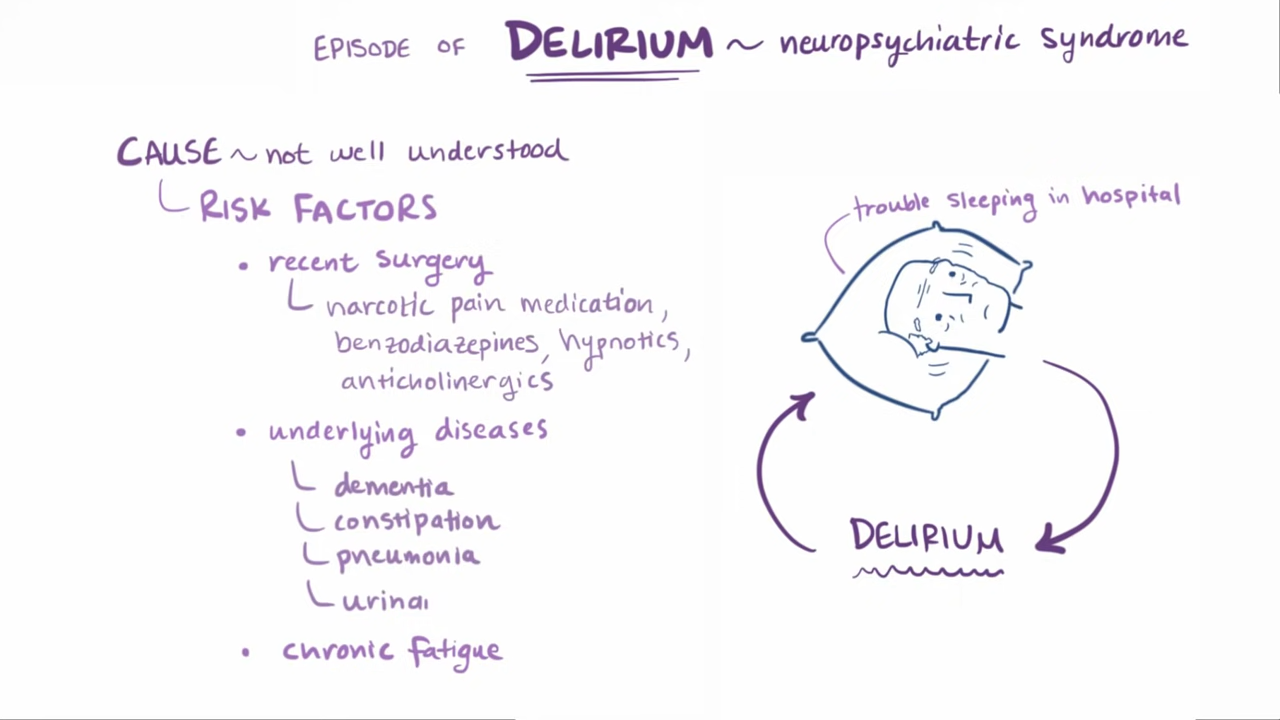 EPISODE OF DELIRIUM ~ neuropsychiatric syndrome
CAUSE ~ not well understood
RISK FACTORS
• recent surgery
narcotic pain medication,
benzodiazepines, hypnotics,
anticholinergics
• underlying diseases
dementia
constipation
pneumonia
• chronic fatigue
trouble sleeping in hospital
DELIRIUM